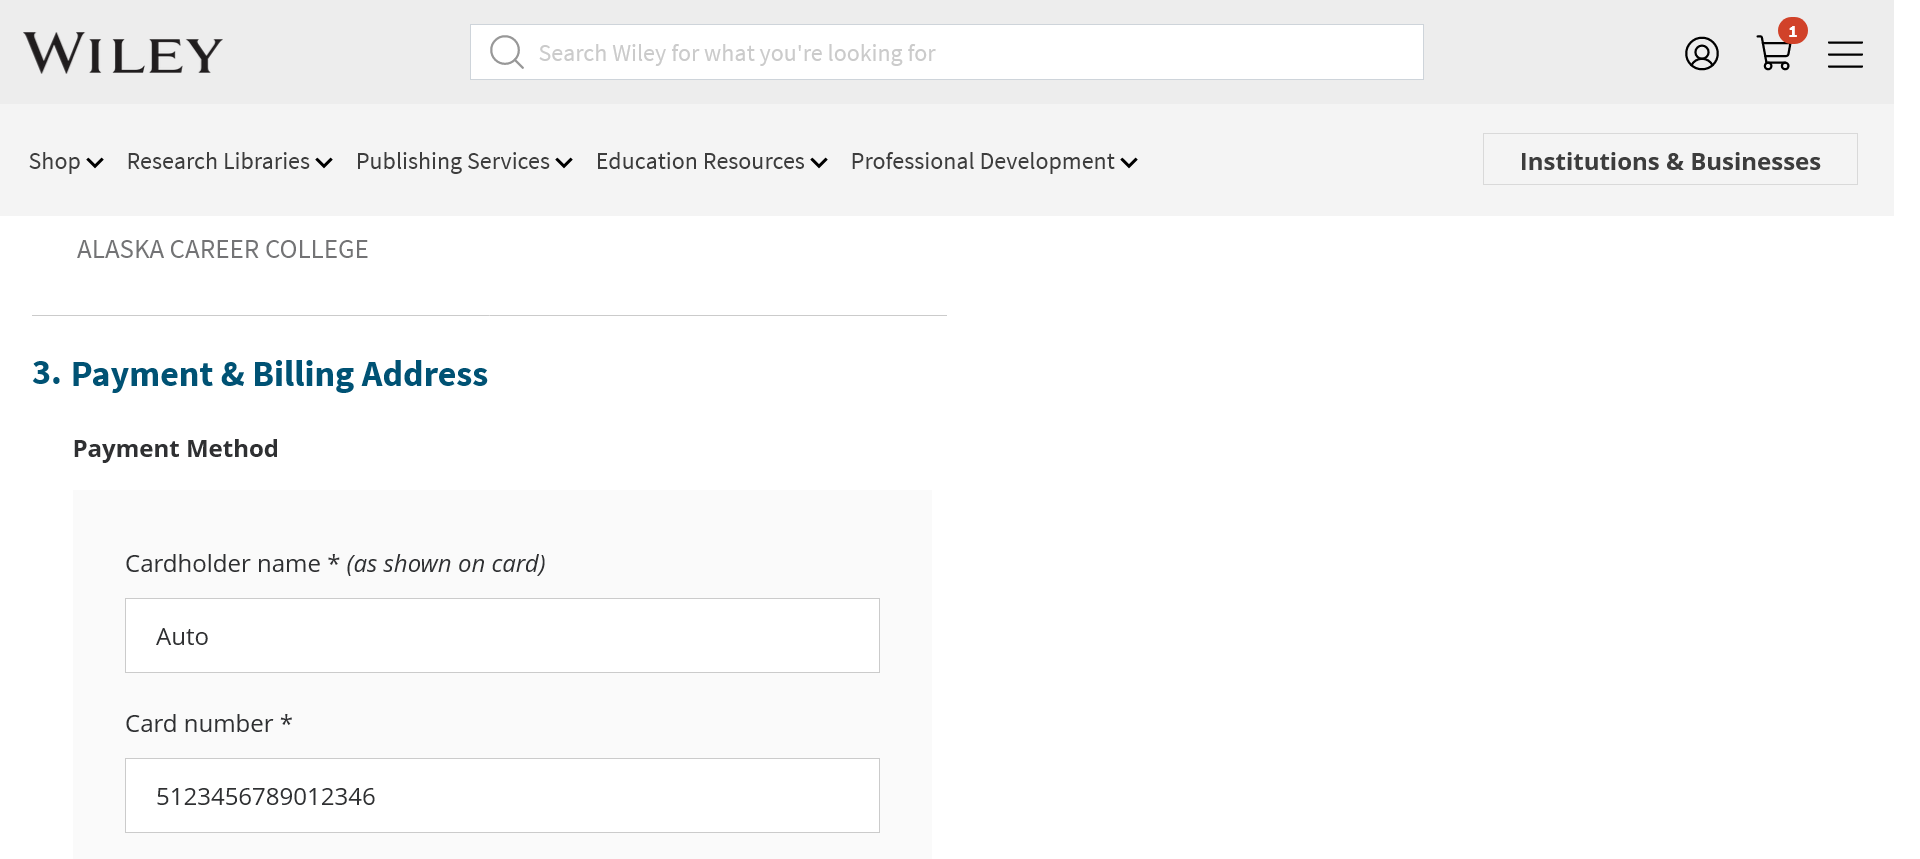 WILEY
Search Wiley for what you're looking for
1
Shop
Research Libraries
Publishing Services
Education Resources
Professional Development
Institutions & Businesses
ALASKA CAREER COLLEGE
3. Payment & Billing Address
Payment Method
Cardholder name * (as shown on card)
Auto
Card number *
5123456789012346